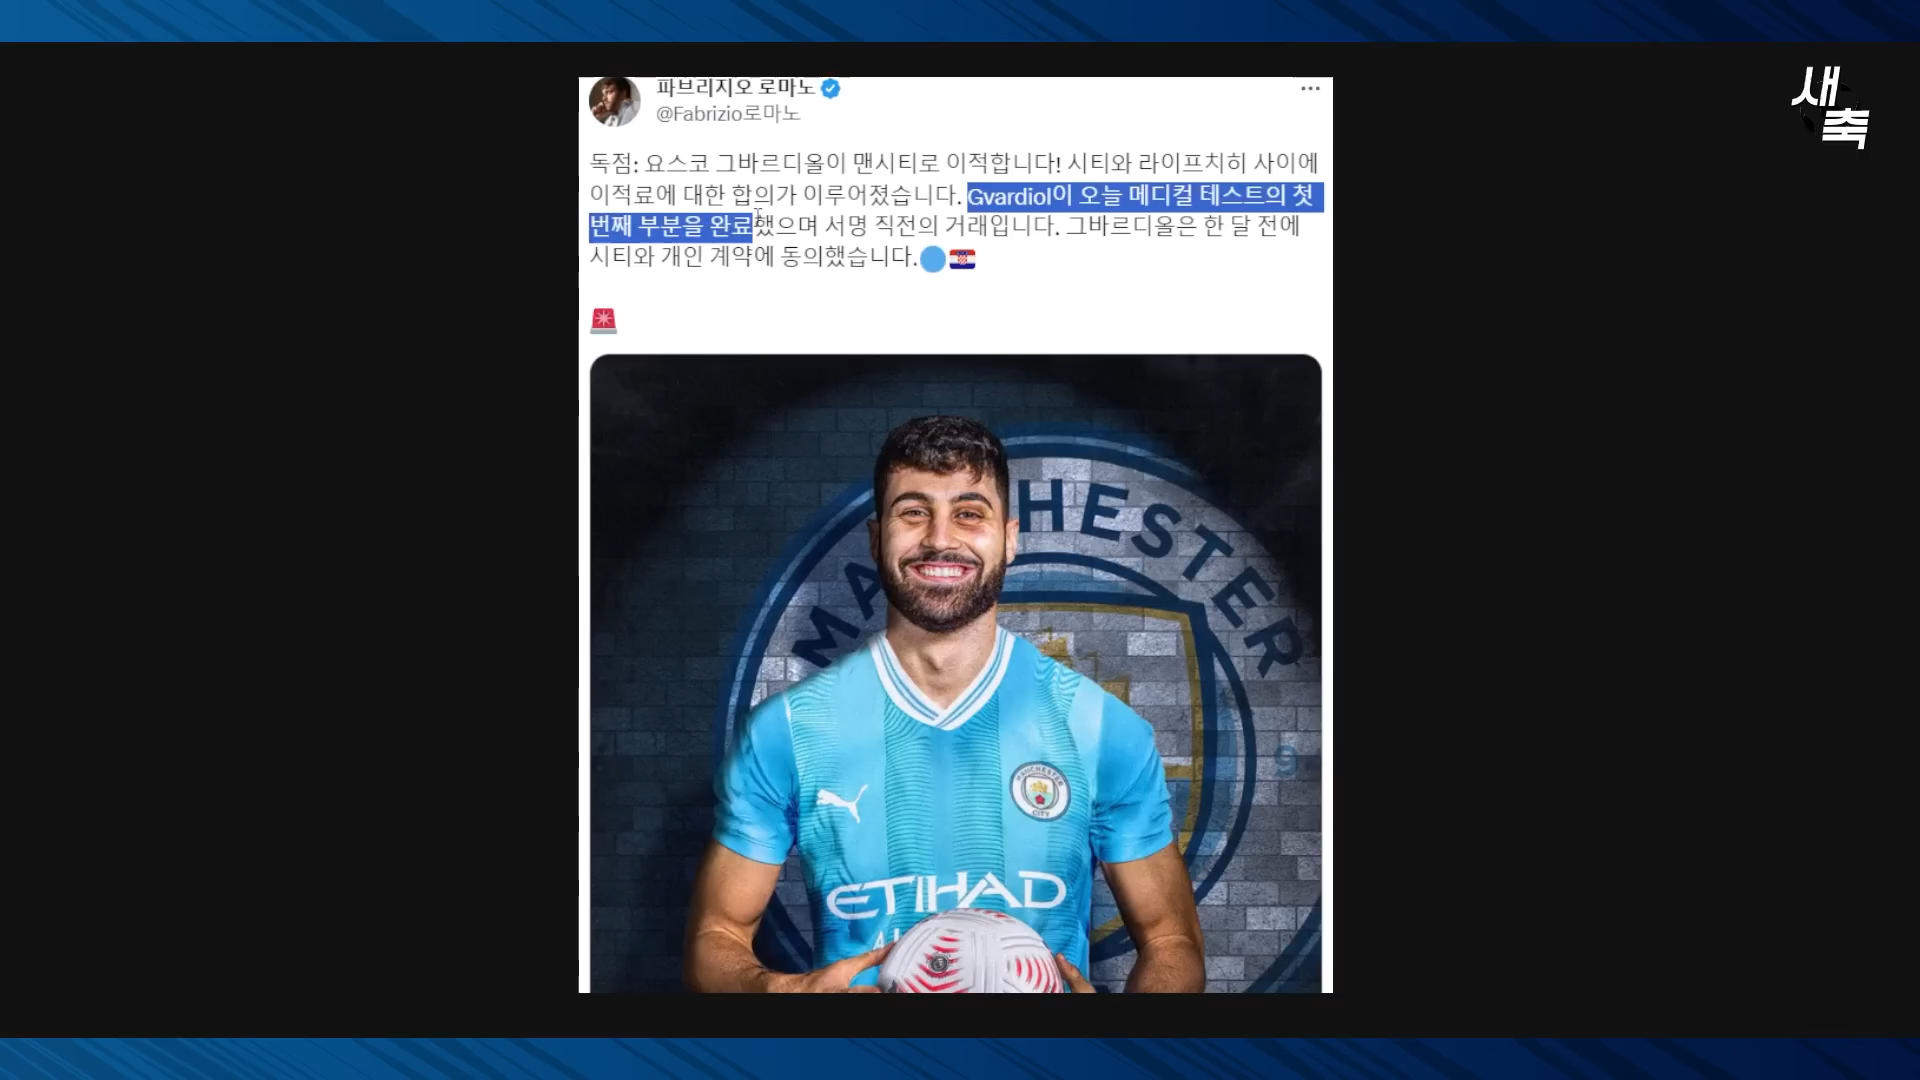 파브리지오 로마노
@Fabrizio로마노
새축
독점: 요스코 그바르디올이 맨시티로 이적합니다! 시티와 라이프치히 사이에
이적료에 대한 합의가 이루어졌습니다. Gvardiol이 오늘 메디컬 테스트의 첫
번째 부분을 완료했으며 서명 직전의 거래입니다. 그바르디올은 한 달 전에
시티와 개인 계약에 동의했습니다.
MANCHESTER
9
MANCHESTER
CITY
ETIHAD